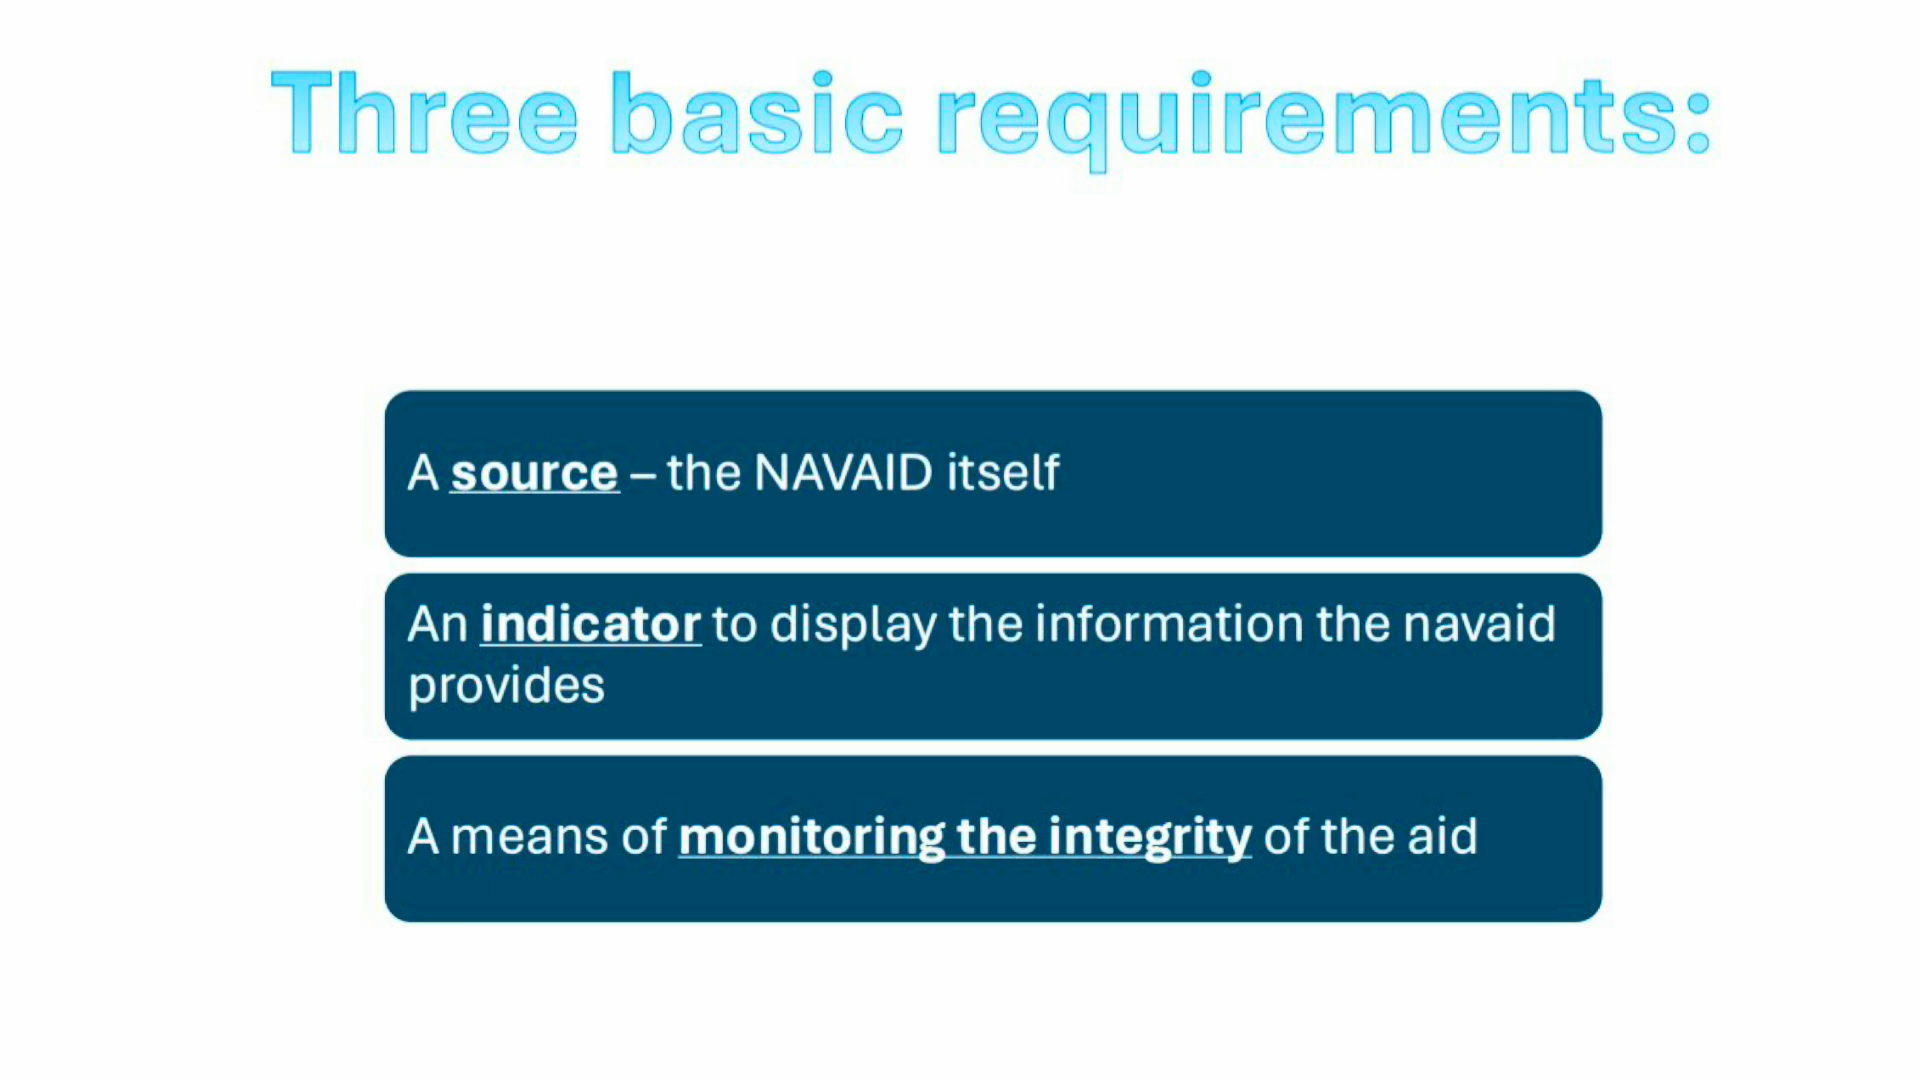 Three basic requirements:
A source – the NAVAID itself
An indicator to display the information the navaid
provides
A means of monitoring the integrity of the aid